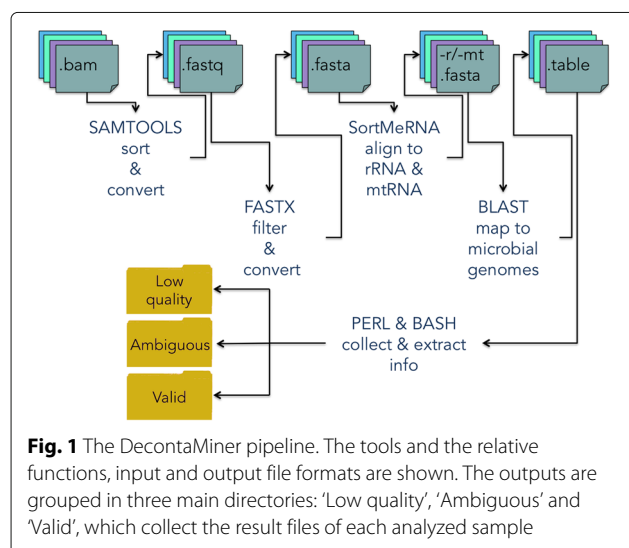 .bam
.fastq
.fasta
-r/-mt
.fasta
.table
SAMTOOLS
sort
&
convert
SortMeRNA
align to
rRNA &
mtRNA
FASTX
filter
&
convert
BLAST
map to
microbial
genomes
Low
quality
Ambiguous
Valid
PERL & BASH
collect & extract
info
Fig. 1 The DecontaMiner pipeline. The tools and the relative
functions, input and output file formats are shown. The outputs are
grouped in three main directories: ‘Low quality’, ‘Ambiguous’ and
‘Valid’, which collect the result files of each analyzed sample